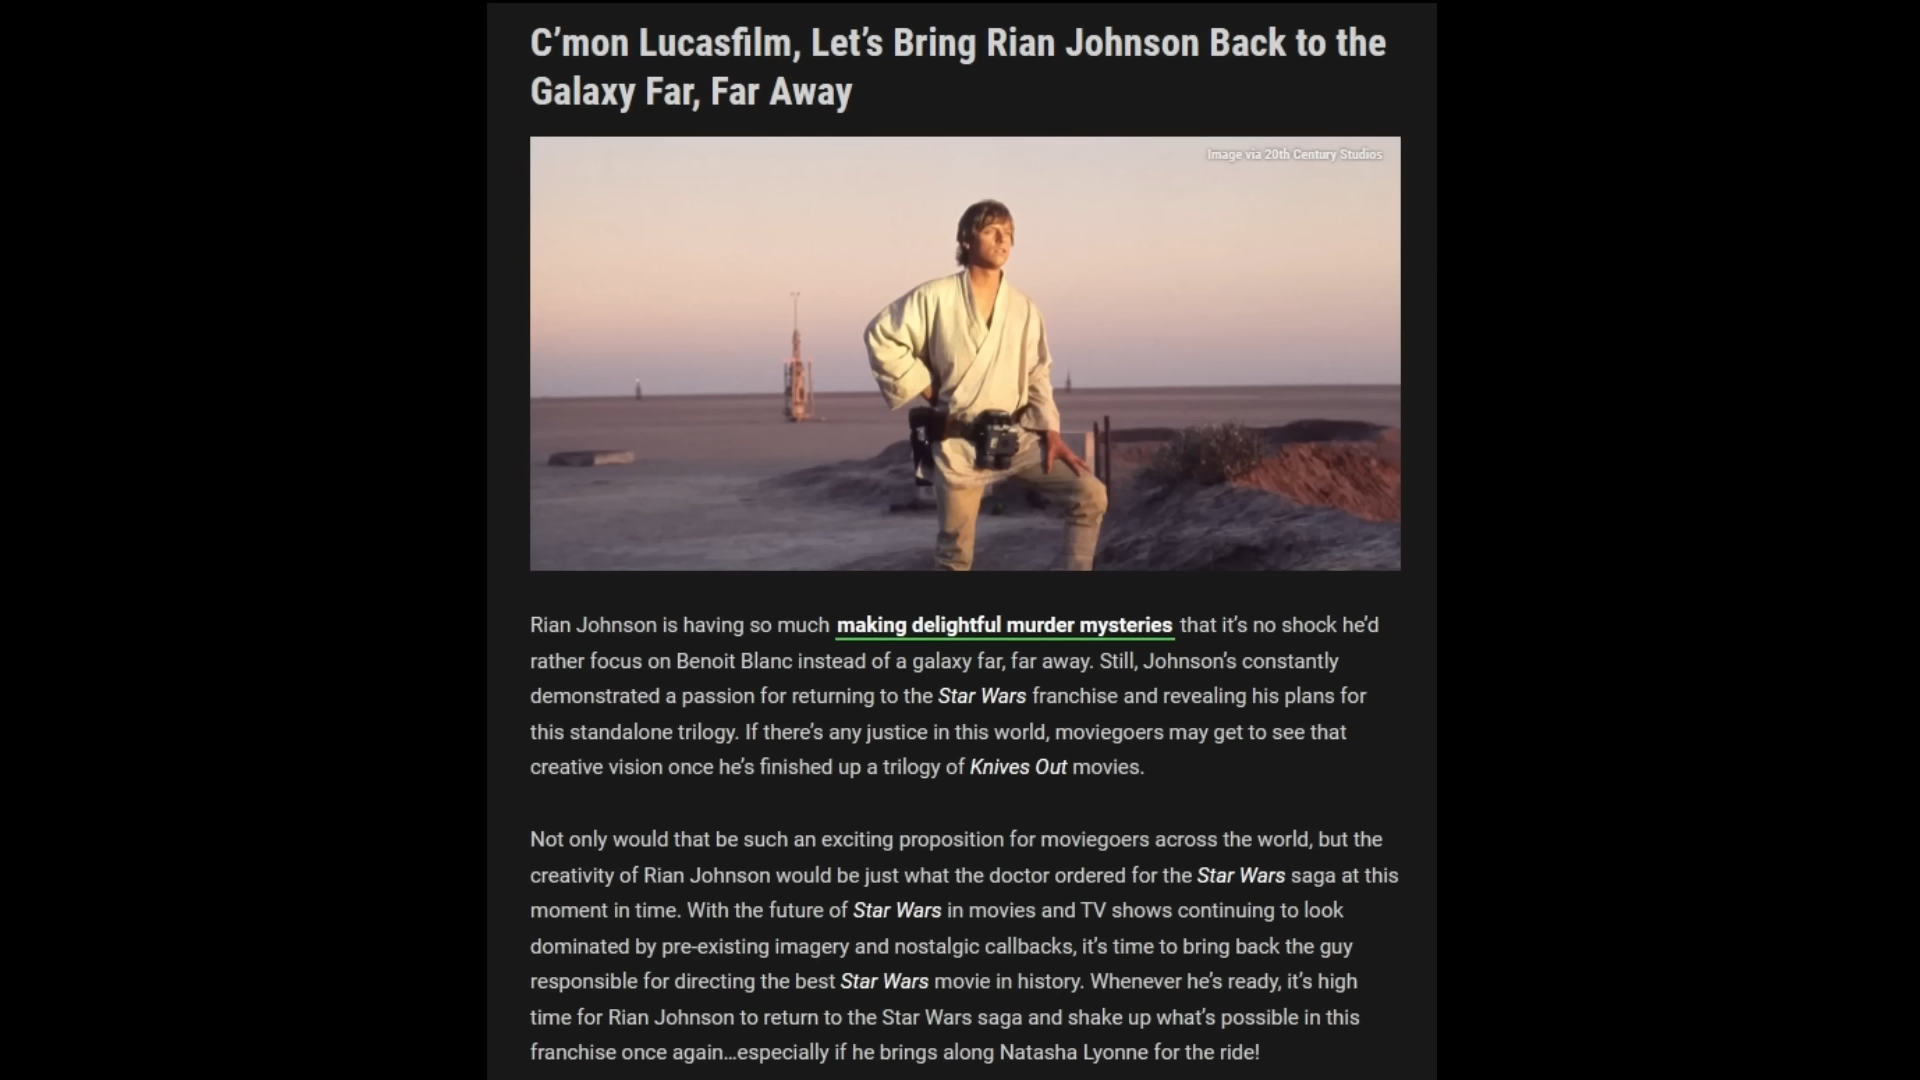 C’mon Lucasfilm, Let’s Bring Rian Johnson Back to the
Galaxy Far, Far Away
Image via 20th Century Studios
Rian Johnson is having so much making delightful murder mysteries that it’s no shock he’d
rather focus on Benoit Blanc instead of a galaxy far, far away. Still, Johnson’s constantly
demonstrated a passion for returning to the Star Wars franchise and revealing his plans for
this standalone trilogy. If there’s any justice in this world, moviegoers may get to see that
creative vision once he’s finished up a trilogy of Knives Out movies.
Not only would that be such an exciting proposition for moviegoers across the world, but the
creativity of Rian Johnson would be just what the doctor ordered for the Star Wars saga at this
moment in time. With the future of Star Wars in movies and TV shows continuing to look
dominated by pre-existing imagery and nostalgic callbacks, it’s time to bring back the guy
responsible for directing the best Star Wars movie in history. Whenever he’s ready, it’s high
time for Rian Johnson to return to the Star Wars saga and shake up what’s possible in this
franchise once again…especially if he brings along Natasha Lyonne for the ride!